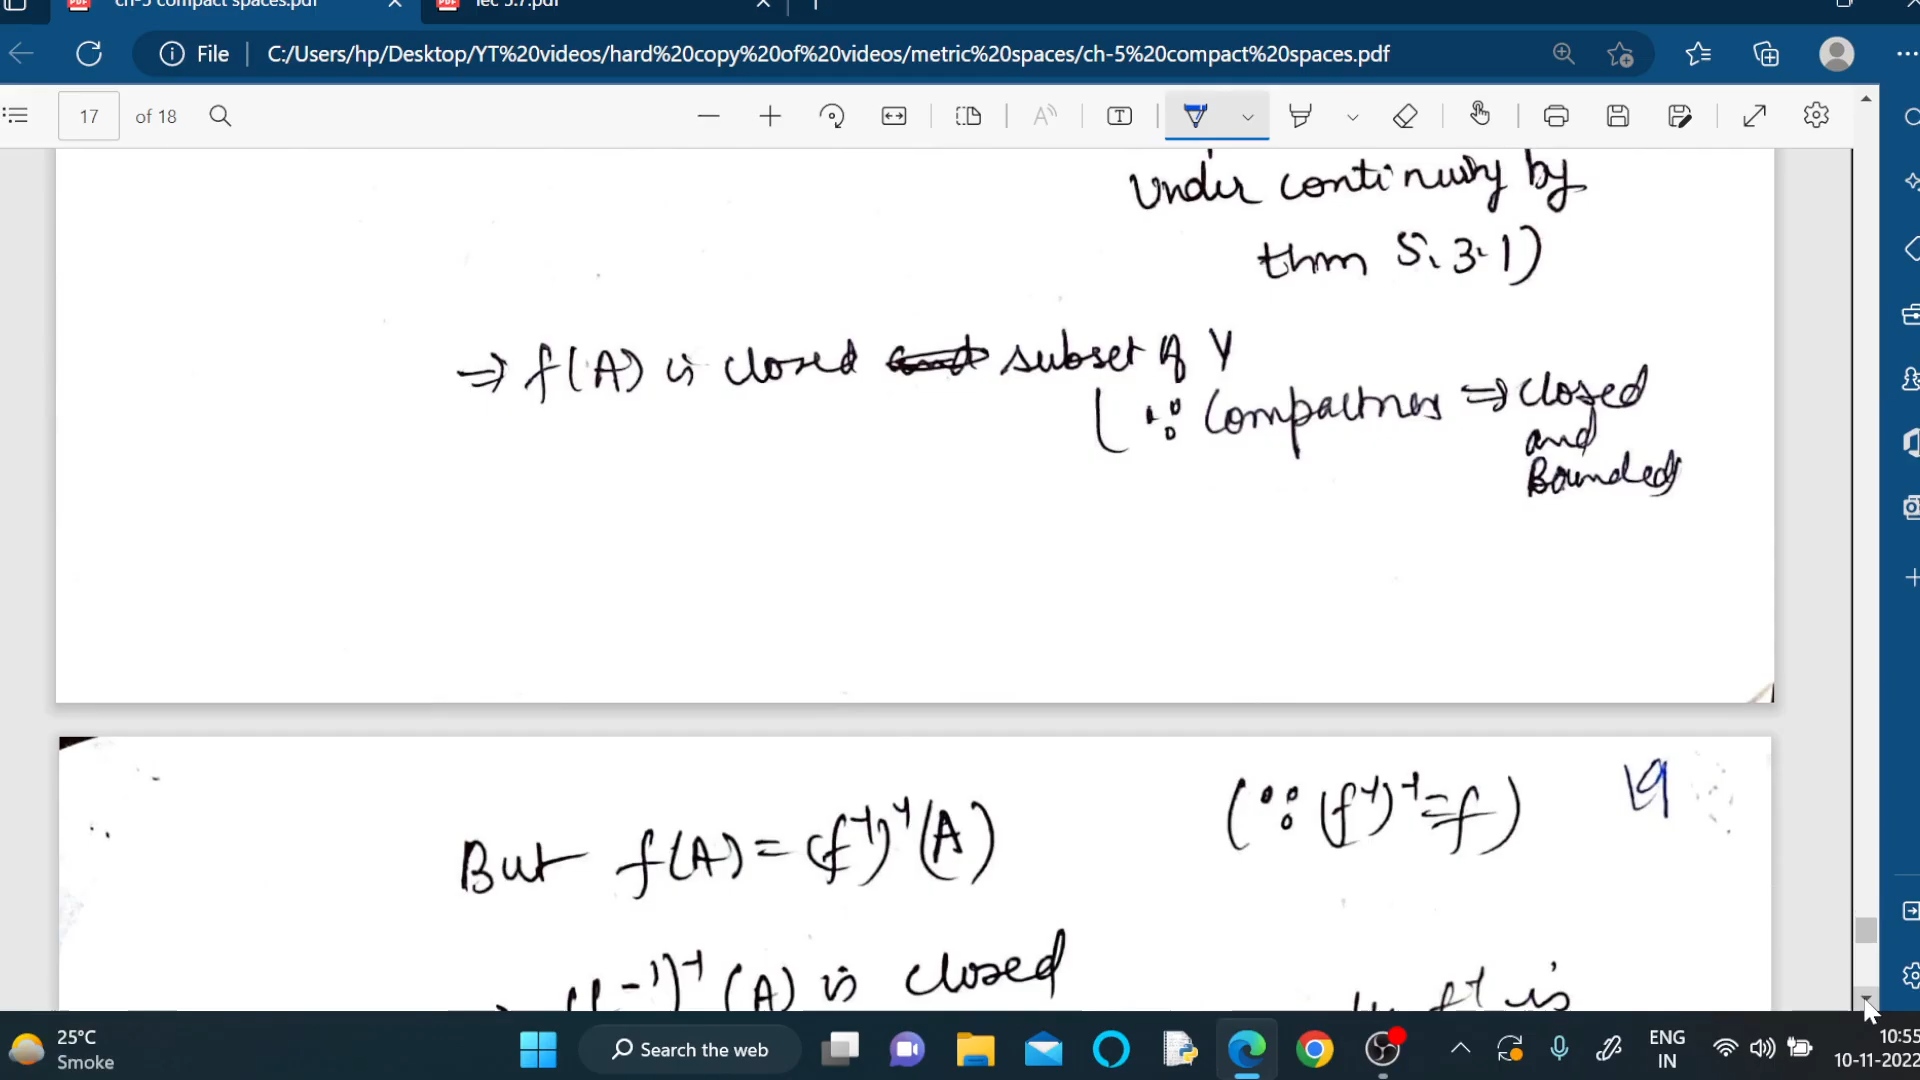 ch-5 compact spaces.pdf
lec 5.7.pdf
File C:/Users/hp/Desktop/YT%20videos/hard%20copy%20of%20videos/metric%20spaces/ch-5%20compact%20spaces.pdf
17 of 18
Under continuity by
thm 5.3.1)
⇒ f(A) is closed subset of Y
(∵ Compactness ⇒ closed
and
Bounded
19
But f(A) = (f⁻¹)⁻¹(A) (∵ (f⁻¹)⁻¹ = f)
(f⁻¹)⁻¹(A) is closed
f⁻¹ is
25°C
Smoke
Search the web
ENG
IN
10:55
10-11-2022